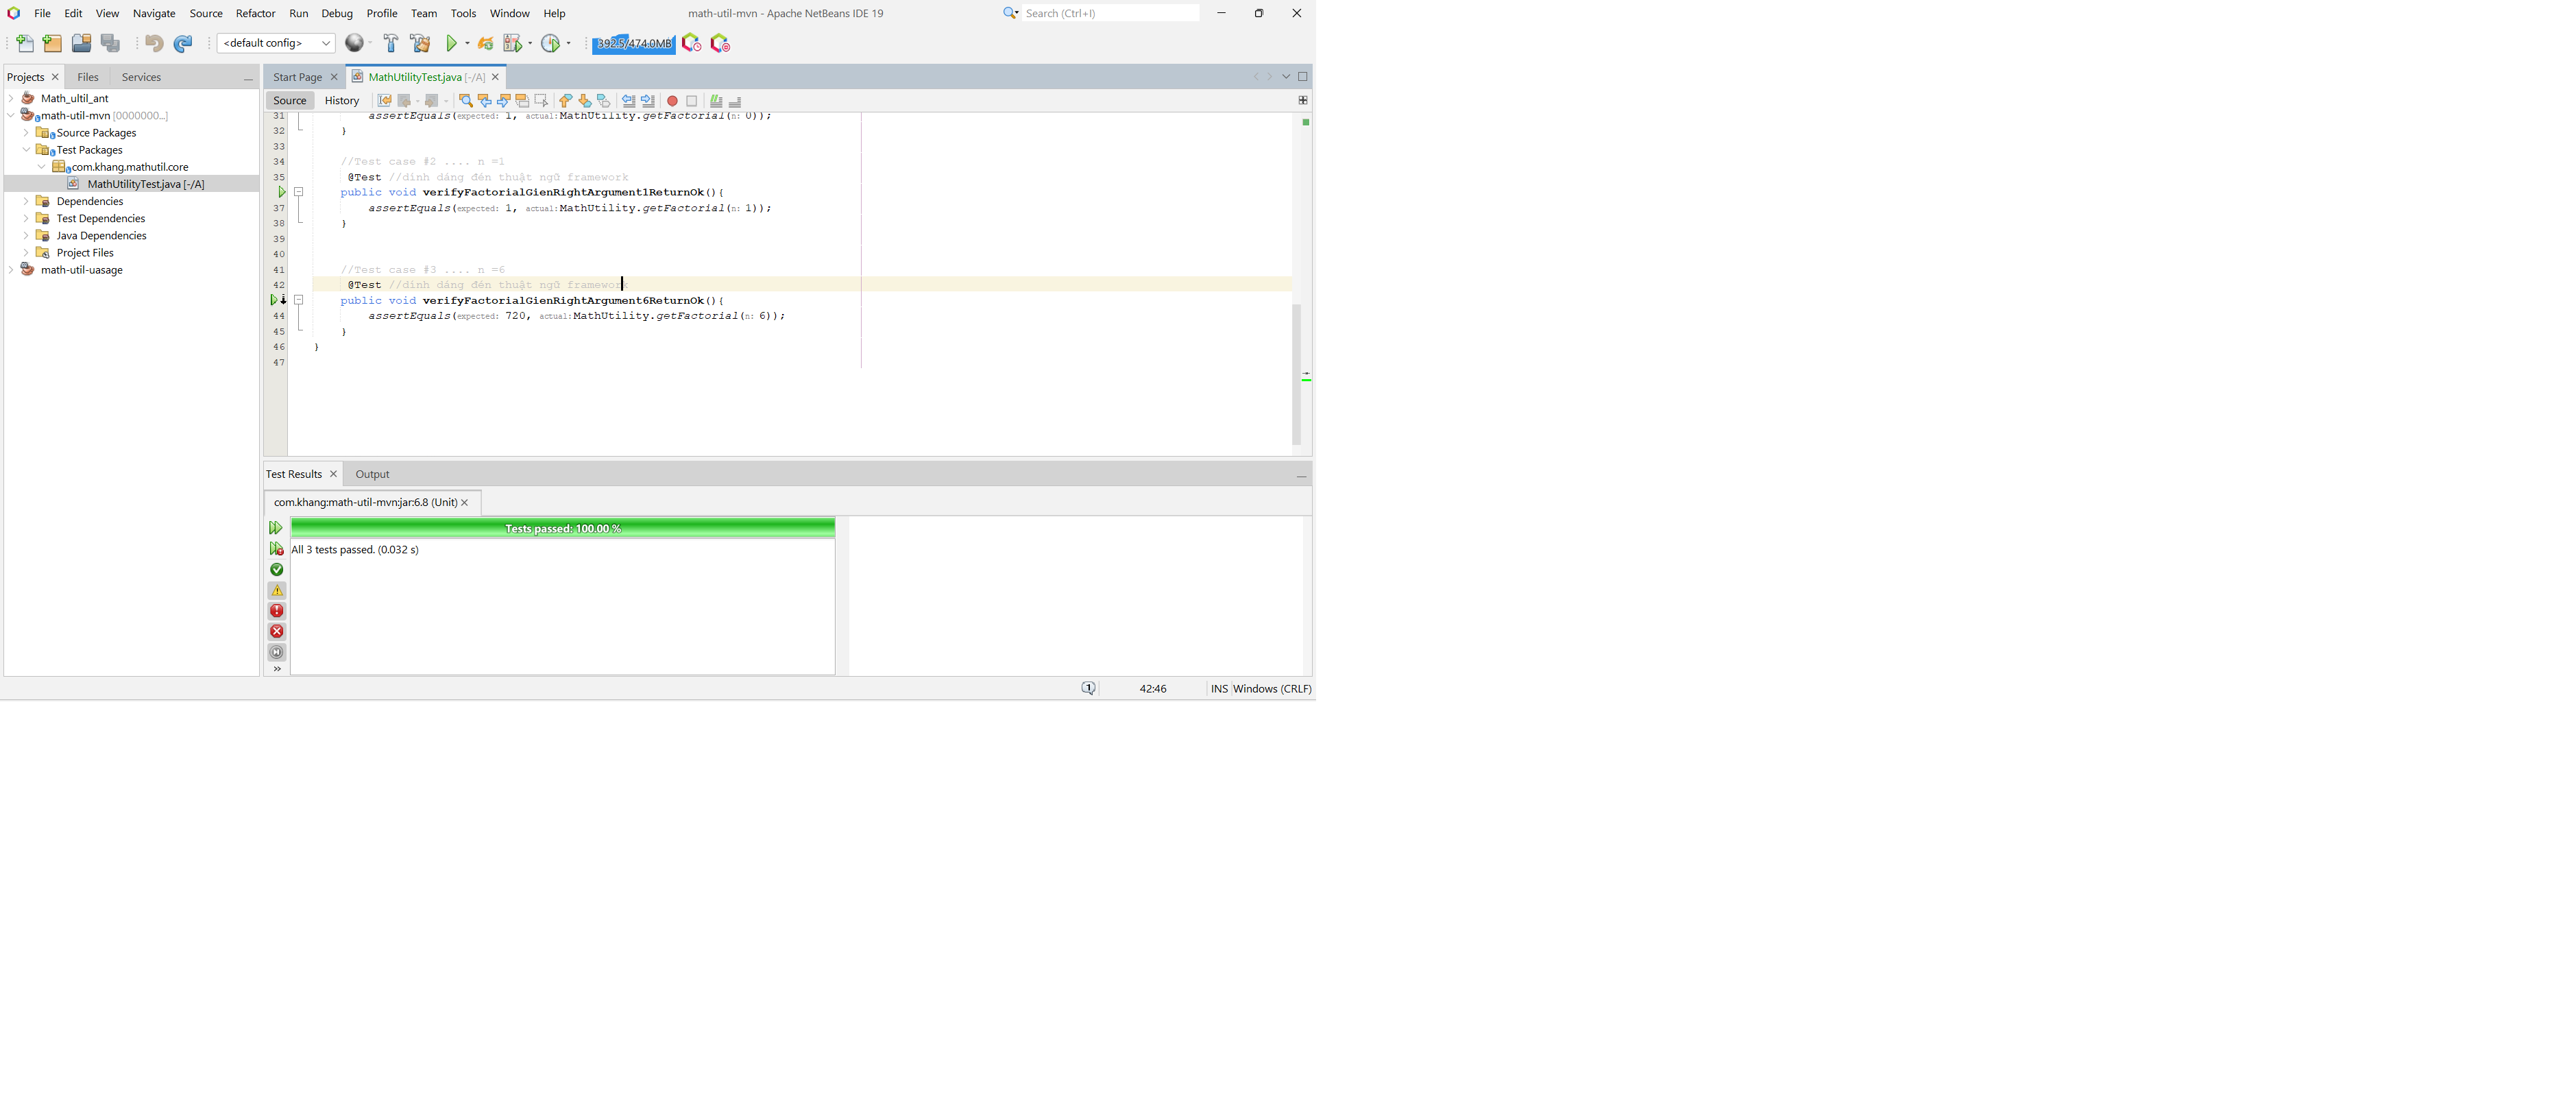 File Edit View Navigate Source Refactor Run Debug Profile Team Tools Window Help
math-util-mvn - Apache NetBeans IDE 19
Search (Ctrl+I)
<default config>
392.5/474.0MB
Projects Files Services
Math_ultil_ant
math-util-mvn [0000000...]
Source Packages
Test Packages
com.khang.mathutil.core
MathUtilityTest.java [-/A]
Dependencies
Test Dependencies
Java Dependencies
Project Files
math-util-uasage
Start Page MathUtilityTest.java [-/A]
Source History
31 assertEquals(expected: 1, actual:MathUtility.getFactorial(n: 0));
32 }
33
34 //Test case #2 .... n =1
35 @Test //dính dáng đén thuật ngữ framework
public void verifyFactorialGienRightArgument1ReturnOk(){
37 assertEquals(expected: 1, actual:MathUtility.getFactorial(n: 1));
38 }
39
40
41 //Test case #3 .... n =6
42 @Test //dính dáng đén thuật ngữ framework
public void verifyFactorialGienRightArgument6ReturnOk(){
44 assertEquals(expected: 720, actual:MathUtility.getFactorial(n: 6));
45 }
46 }
47
Test Results Output
com.khang:math-util-mvn:jar:6.8 (Unit)
Tests passed: 100.00 %
All 3 tests passed. (0.032 s)
1 42:46 INS Windows (CRLF)